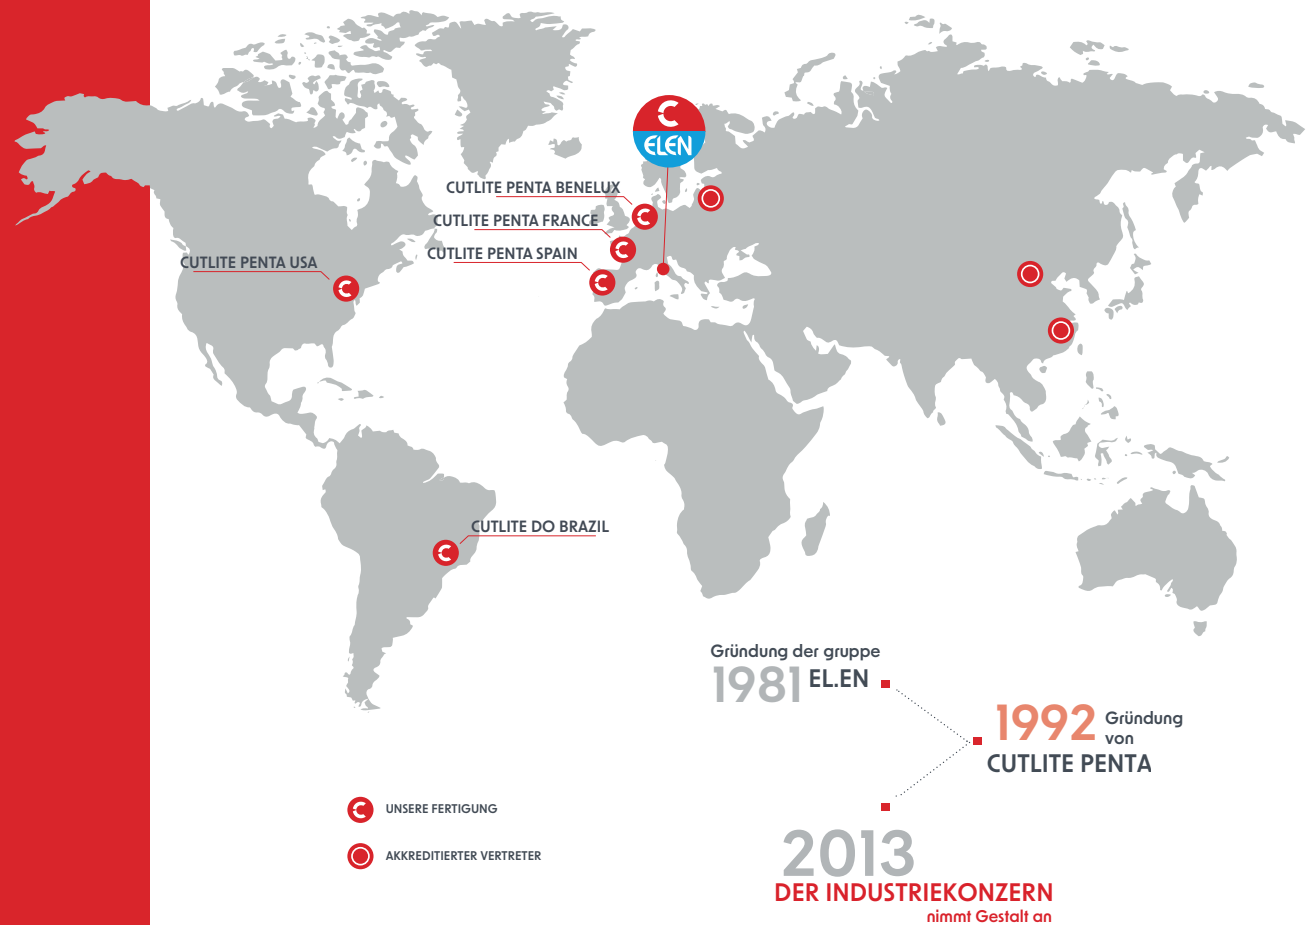 ELEN
CUTLITE PENTA BENELUX
CUTLITE PENTA FRANCE
CUTLITE PENTA SPAIN
CUTLITE PENTA USA
CUTLITE DO BRAZIL
Gründung der gruppe
1981 EL.EN
1992 Gründung
von
CUTLITE PENTA
UNSERE FERTIGUNG
AKKREDITIERTER VERTRETER
2013
DER INDUSTRIEKONZERN
nimmt Gestalt an